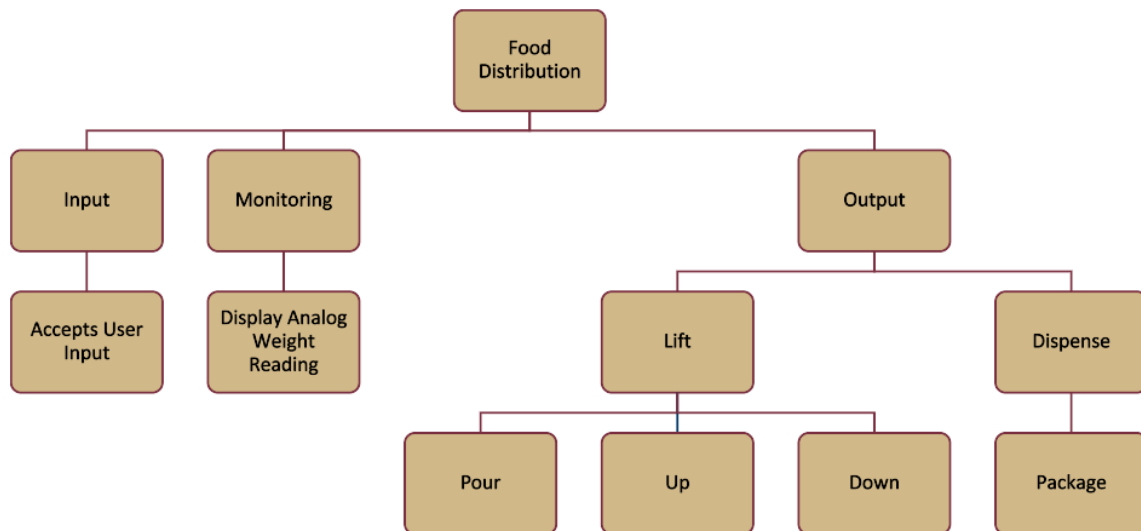 Food
Distribution
Input
Monitoring
Output
Accepts User
Input
Display Analog
Weight
Reading
Lift
Dispense
Pour
Up
Down
Package